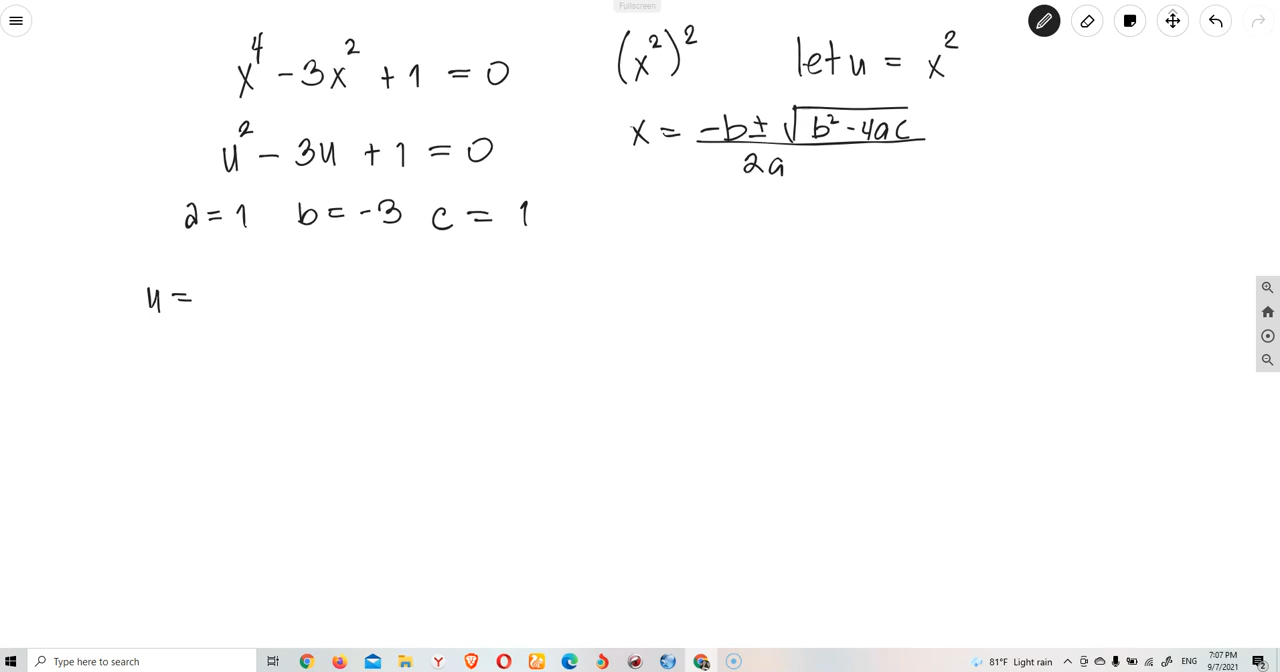 Fullscreen
x⁴ - 3x² + 1 = 0
(x²)²
let u = x²
x = -b ± √(b² - 4ac) / 2a
u² - 3u + 1 = 0
a = 1 b = -3 c = 1
u =
Type here to search
81°F Light rain
ENG
7:07 PM
9/7/2021
2